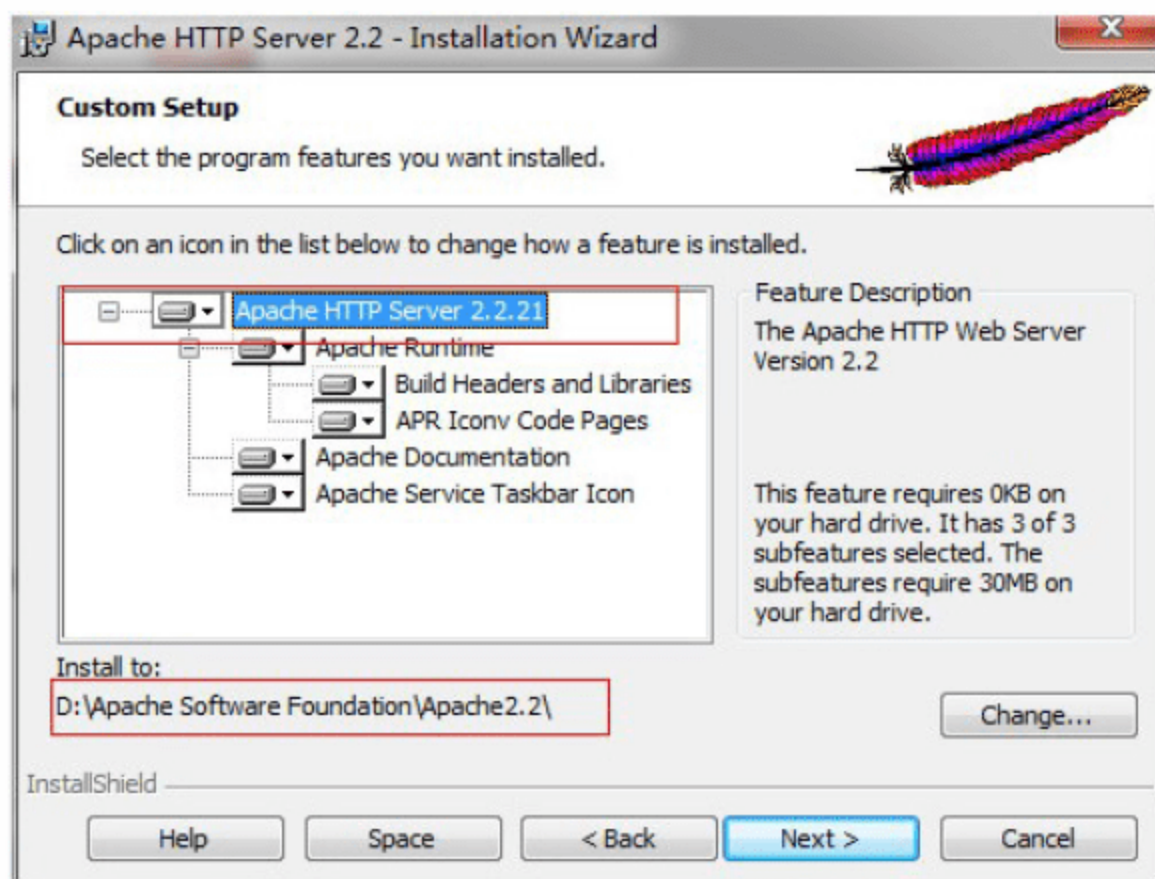 Apache HTTP Server 2.2 - Installation Wizard
Custom Setup
Select the program features you want installed.
Click on an icon in the list below to change how a feature is installed.
Apache HTTP Server 2.2.21
Apache Runtime
Build Headers and Libraries
APR Iconv Code Pages
Apache Documentation
Apache Service Taskbar Icon
Feature Description
The Apache HTTP Web Server
Version 2.2
This feature requires 0KB on
your hard drive. It has 3 of 3
subfeatures selected. The
subfeatures require 30MB on
your hard drive.
Install to:
D:\Apache Software Foundation\Apache2.2\
Change...
InstallShield
Help
Space
< Back
Next >
Cancel